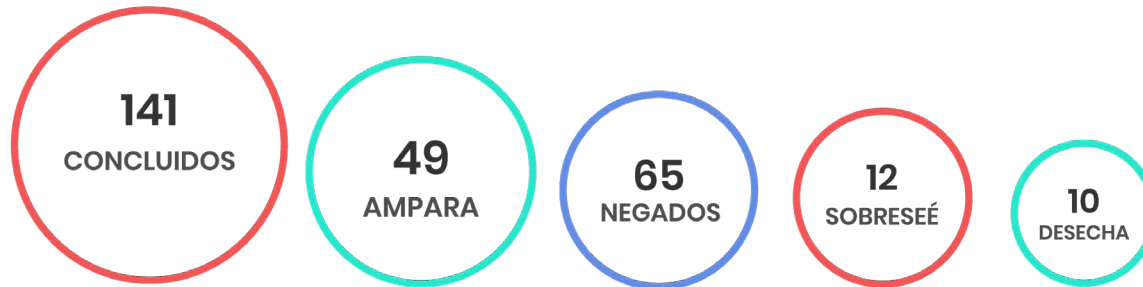 141
CONCLUIDOS
49
AMPARA
65
NEGADOS
12
SOBRESEÉ
10
DESECHA